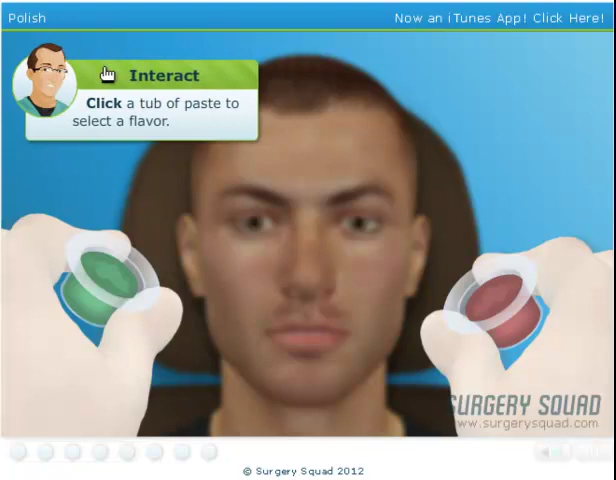 Polish
Now an iTunes App! Click Here!
Interact
Click a tub of paste to
select a flavor.
SURGERY SQUAD
www.surgerysquad.com
© Surgery Squad 2012